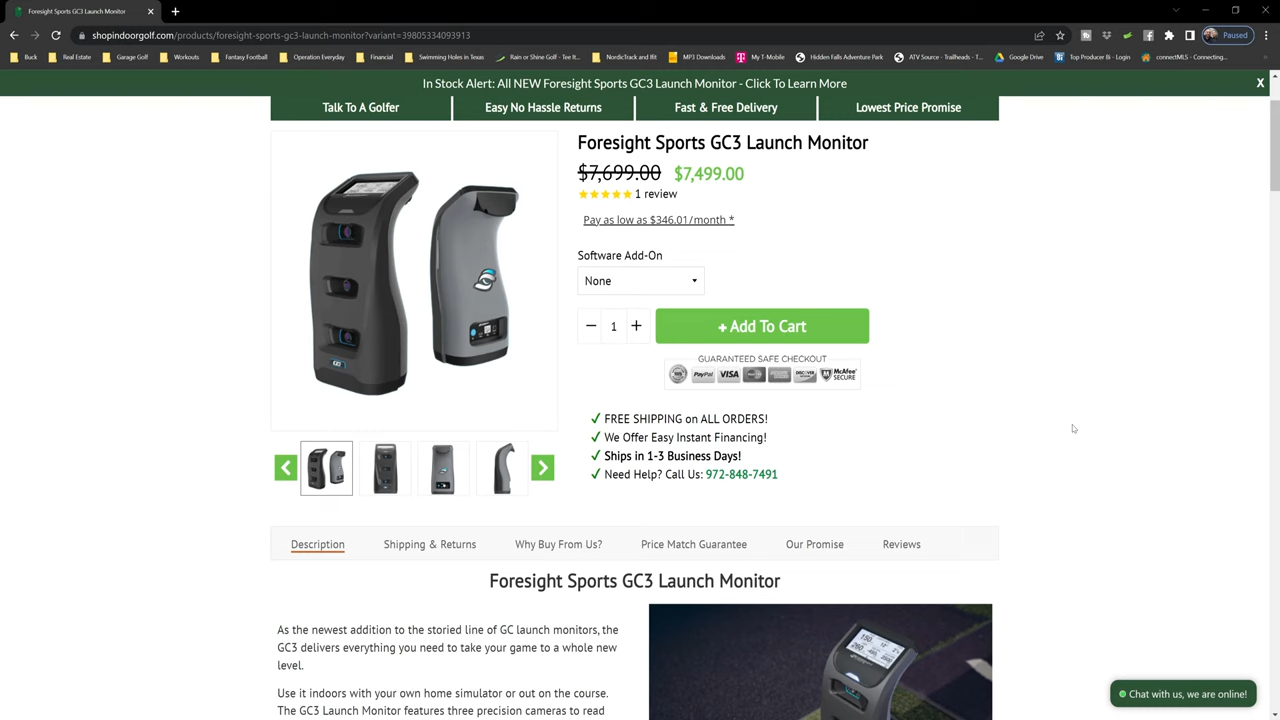 Foresight Sports GC3 Launch Monitor
shopindoorgolf.com/products/foresight-sports-gc3-launch-monitor?variant=39805334093913
Paused
Buck
Real Estate
Garage Golf
Workouts
Fantasy Football
Operation Everyday
Financial
Swimming Holes in Tempe
Rain or Shine Golf - Tee It...
NordicTrack and Ifit
MP3 Downloads
My T-Mobile
Hidden Falls Adventure Park
ATV Source - Trailheads - T...
Google Drive
Top Producer 8i - Login
connectMLS - Connecting...
In Stock Alert: All NEW Foresight Sports GC3 Launch Monitor - Click To Learn More
X
Talk To A Golfer
Easy No Hassle Returns
Fast & Free Delivery
Lowest Price Promise
Foresight Sports GC3 Launch Monitor
$7,699.00 $7,499.00
1 review
Pay as low as $346.01/month *
Software Add-On
None
1
+ Add To Cart
GUARANTEED SAFE CHECKOUT
PayPal VISA DISCOVER McAfee SECURE
✓ FREE SHIPPING on ALL ORDERS!
✓ We Offer Easy Instant Financing!
✓ Ships in 1-3 Business Days!
✓ Need Help? Call Us: 972-848-7491
Description
Shipping & Returns
Why Buy From Us?
Price Match Guarantee
Our Promise
Reviews
Foresight Sports GC3 Launch Monitor
As the newest addition to the storied line of GC launch monitors, the
GC3 delivers everything you need to take your game to a whole new
level.
Use it indoors with your own home simulator or out on the course.
The GC3 Launch Monitor features three precision cameras to read
Chat with us, we are online!